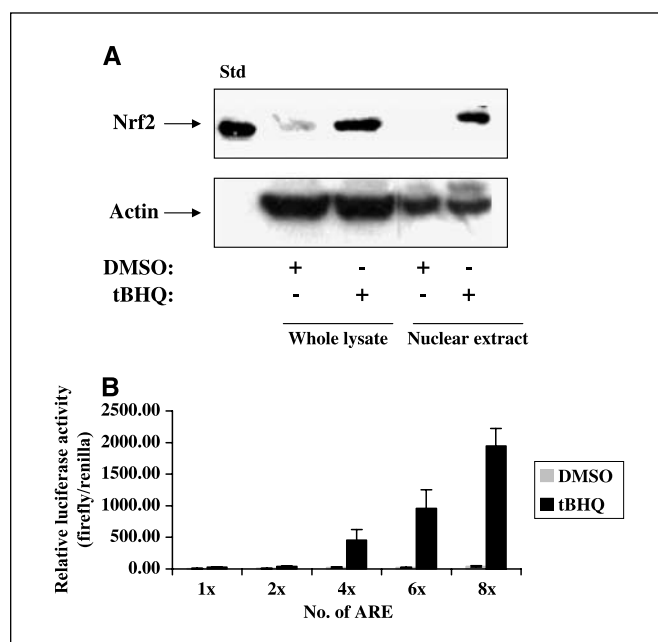 A
Std
Nrf2
Actin
DMSO: + - + -
tBHQ: - + - +
Whole lysate Nuclear extract
B
Relative luciferase activity
(firefly/renilla)
2500.00
2000.00
1500.00
1000.00
500.00
0.00
1x 2x 4x 6x 8x
No. of ARE
DMSO
tBHQ